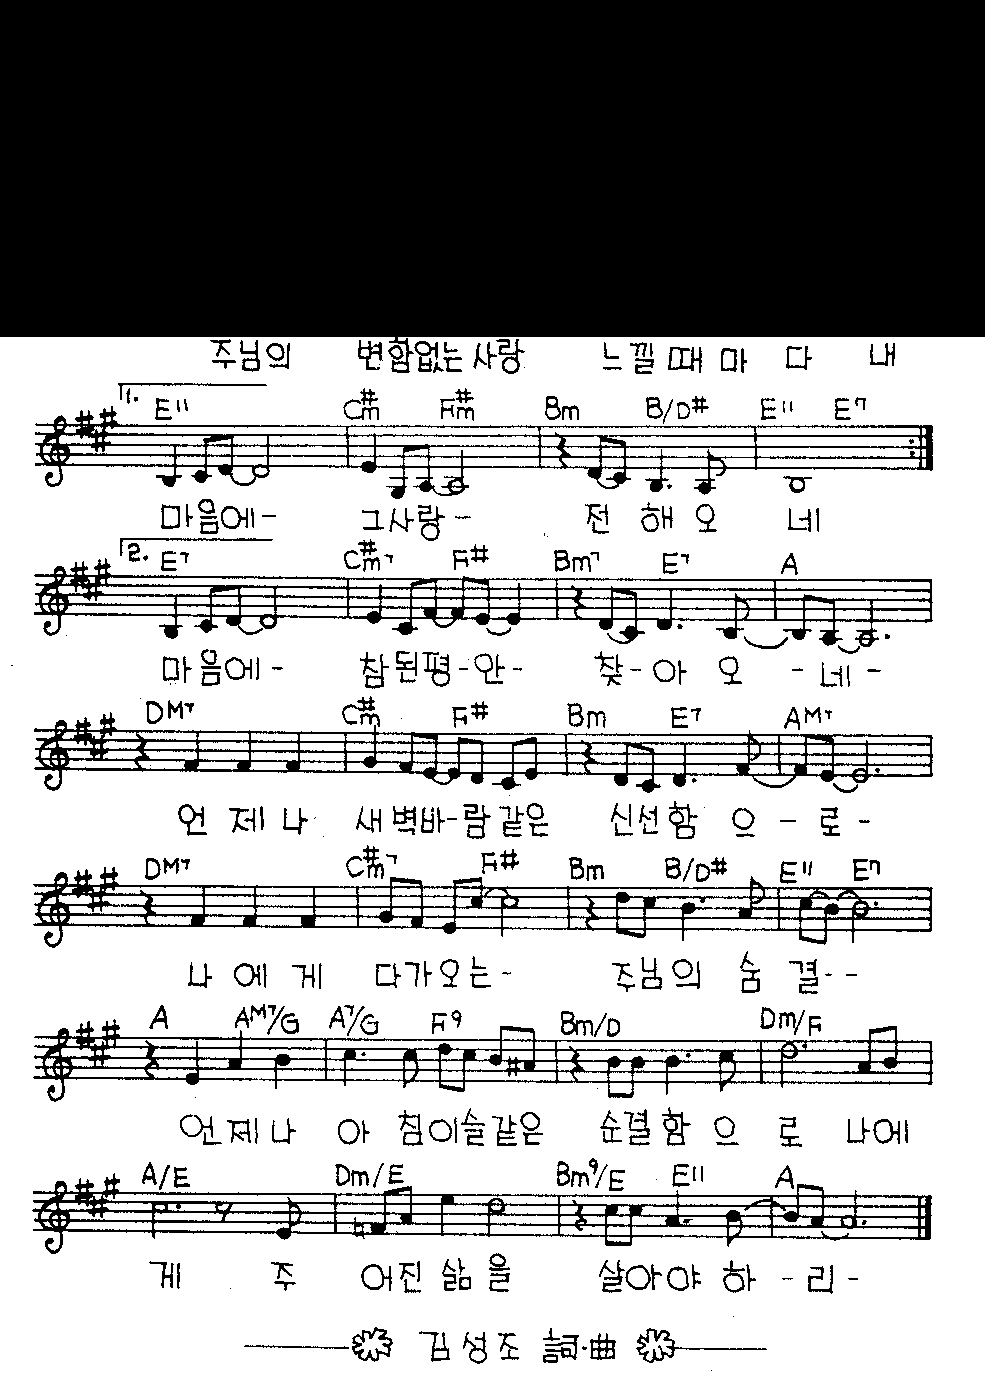 주님의 변함없는 사랑 느낄 때 마 다 내
1. E11 C#m F#m Bm B/D# E11 E7
마음에- 그사랑- 전 해 오 네
2. E7 C#m7 F# Bm7 E7 A
마음에- 참된평-안- 찾-아 오 -네-
DM7 C#m F# Bm E7 AM7
언 제 나 새벽바-람 같은 신선함 으 - 로 -
DM7 C#m7 F# Bm B/D# E11 E7
나 에 게 다가오는- 주님의 숨 결--
A AM7/G A7/G F9 Bm/D Dm/F
언 제 나 아 침이슬같은 순결함 으 로 나에
A/E Dm/E Bm9/E E11 A
게 주 어진 삶 을 살아야 하 -리-
김 성 조 詞·曲